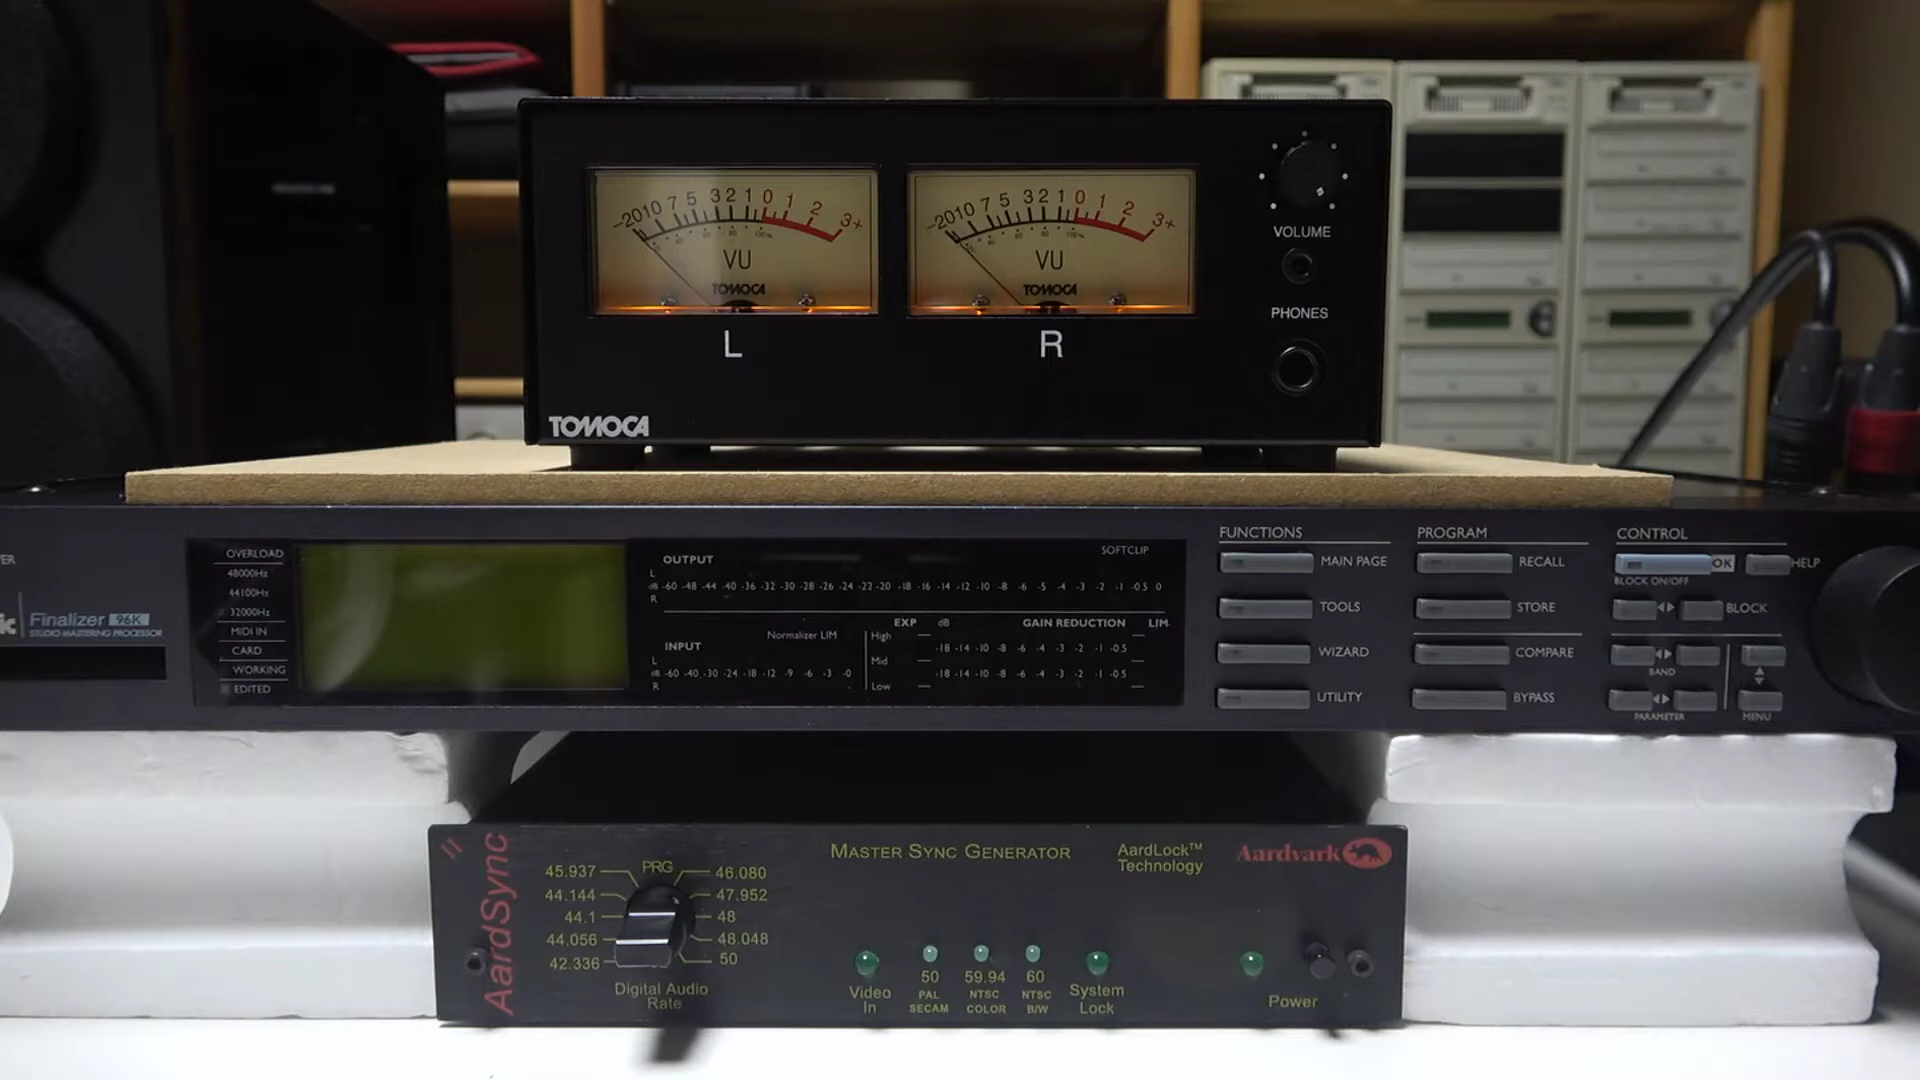 -20 10 7 5 3 2 1 0 1 2 3+
VU
TOMOCA
L
-20 10 7 5 3 2 1 0 1 2 3+
VU
TOMOCA
R
VOLUME
PHONES
TOMOCA
Finalizer 96K
STUDIO MASTERING PROCESSOR
OVERLOAD
48000Hz
44100Hz
32000Hz
MIDI IN
CARD
WORKING
EDITED
OUTPUT
SOFTCLIP
L
dB -60 -48 -44 -40 -36 -32 -30 -28 -26 -24 -22 -20 -18 -16 -14 -12 -10 -8 -6 -5 -4 -3 -2 -1 -0.5 0
R
INPUT
Normalizer LIM
L
dB -60 -40 -30 -24 -18 -12 -9 -6 -3 -0
R
EXP dB GAIN REDUCTION LIM
High
-18 -14 -10 -8 -6 -4 -3 -2 -1 -0.5
Mid
-18 -14 -10 -8 -6 -4 -3 -2 -1 -0.5
Low
FUNCTIONS
MAIN PAGE
TOOLS
WIZARD
UTILITY
PROGRAM
RECALL
STORE
COMPARE
BYPASS
CONTROL
OK
HELP
BLOCK ON/OFF
BLOCK
BAND
PARAMETER
MENU
AardSync II
PRG
45.937
44.144
44.1
44.056
42.336
46.080
47.952
48
48.048
50
Digital Audio
Rate
MASTER SYNC GENERATOR
AardLock™
Technology
Aardvark
Video
In
50
PAL
SECAM
59.94
NTSC
COLOR
60
NTSC
B/W
System
Lock
Power